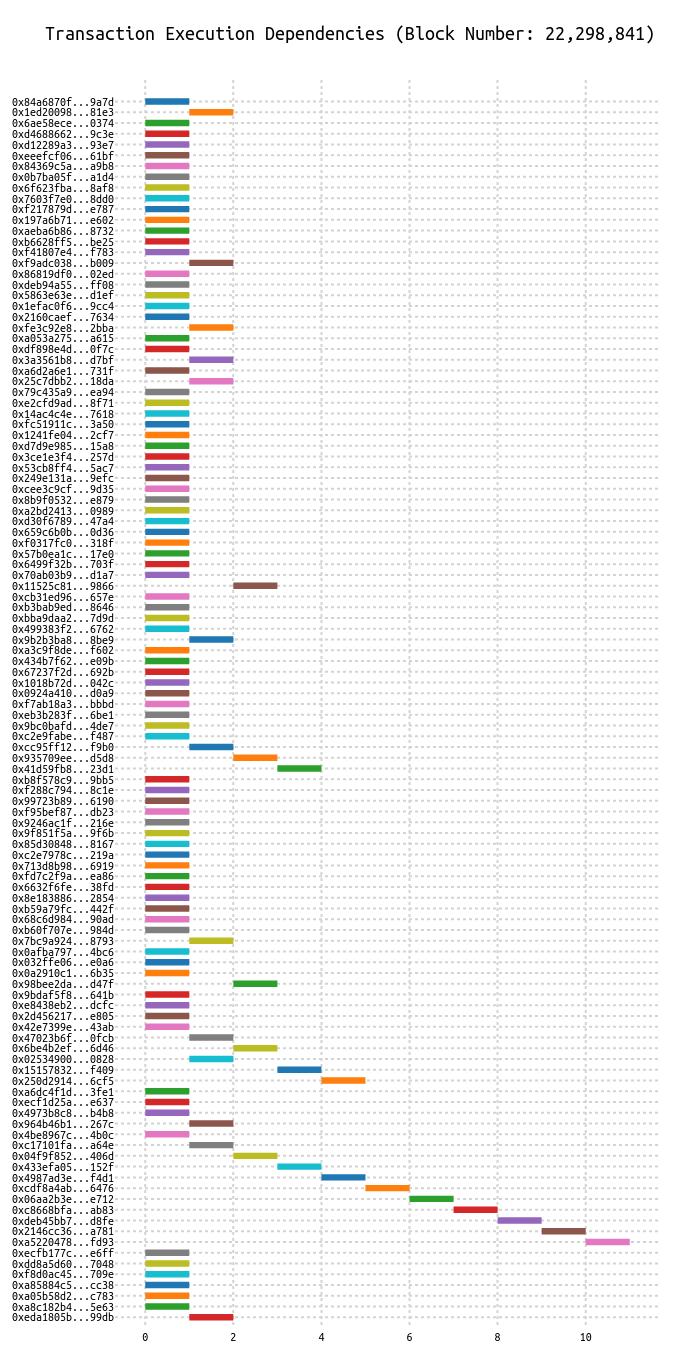 Transaction Execution Dependencies (Block Number: 22,298,841)
0x84a6870f...9a7d
0x1ed20098...81e3
0x6ae58ece...0374
0xd4688662...9c3e
0xd12289a3...93e7
0xeeefcf06...61bf
0x84369c5a...a9b8
0x0b7ba05f...a1d4
0x6f623fba...8af8
0x7603f7e0...8dd0
0xf217879d...e787
0x197a6b71...e602
0xaeba6b86...8732
0xb6628ff5...be25
0xf41807e4...f783
0xf9adc038...b009
0x86819df0...02ed
0xdeb94a55...ff08
0x5863e63e...d1ef
0x1efac0f6...9cc4
0x2160caef...7634
0xfe3c92e8...2bba
0xa053a275...a615
0xdf898e4d...0f7c
0x3a3561b8...d7bf
0xa6d2a6e1...731f
0x25c7dbb2...18da
0x79c435a9...ea94
0xe2cfd9ad...8f71
0x14ac4c4e...7618
0xfc51911c...3a50
0x1241fe04...2cf7
0xd7d9e985...15a8
0x3ce1e3f4...257d
0x53cb8ff4...5ac7
0x249e131a...9efc
0xcee3c9cf...9d35
0x8b9f0532...e879
0xa2bd2413...0989
0xd30f6789...47a4
0x659c6b0b...0d36
0xf0317fc0...318f
0x57b0ea1c...17e0
0x6499f32b...703f
0x70ab03b9...d1a7
0x11525c81...9866
0xcb31ed96...657e
0xb3bab9ed...8646
0xbba9daa2...7d9d
0x499383f2...6762
0x9b2b3ba8...8be9
0xa3c9f8de...f602
0x434b7f62...e09b
0x67237f2d...692b
0x1018b72d...042c
0x0924a410...d0a9
0xf7ab18a3...bbbd
0xeb3b283f...6be1
0x9bc0bafd...4de7
0xc2e9fabe...f487
0xcc95ff12...f9b0
0x935709ee...d5d8
0x41d59fb8...23d1
0xb8f578c9...9bb5
0xf288c794...8c1e
0x99723b89...6190
0xf95bef87...db23
0x9246ac1f...216e
0x9f851f5a...9f6b
0x85d30848...8167
0xc2e7978c...219a
0x713d8b98...6919
0xfd7c2f9a...ea86
0x6632f6fe...38fd
0x8e183886...2854
0xb59a79fc...442f
0x68c6d984...90ad
0xb60f707e...984d
0x7bc9a924...8793
0x0afba797...4bc6
0x032ffe06...e0a6
0x0a2910c1...6b35
0x98bee2da...d47f
0x9bdaf5f8...641b
0xe8438eb2...dcfc
0x2d456217...e805
0x42e7399e...43ab
0x47023b6f...0fcb
0x6be4b2ef...6d46
0x02534900...0828
0x15157832...f409
0x250d2914...6cf5
0xa6dc4f1d...3fe1
0xecf1d25a...e637
0x4973b8c8...b4b8
0x964b46b1...267c
0x4be8967c...4b0c
0xc17101fa...a64e
0x04f9f852...406d
0x433efa05...152f
0x4987ad3e...f4d1
0xcdf8a4ab...6476
0x06aa2b3e...e712
0xc8668bfa...ab83
0xdeb45bb7...d8fe
0x2146cc36...a781
0xa5220478...fd93
0xecfb177c...e6ff
0xdd8a5d60...7048
0xf8d0ac45...709e
0xa85884c5...cc38
0xa05b58d2...c783
0xa8c182b4...5e63
0xeda1805b...99db
0 2 4 6 8 10